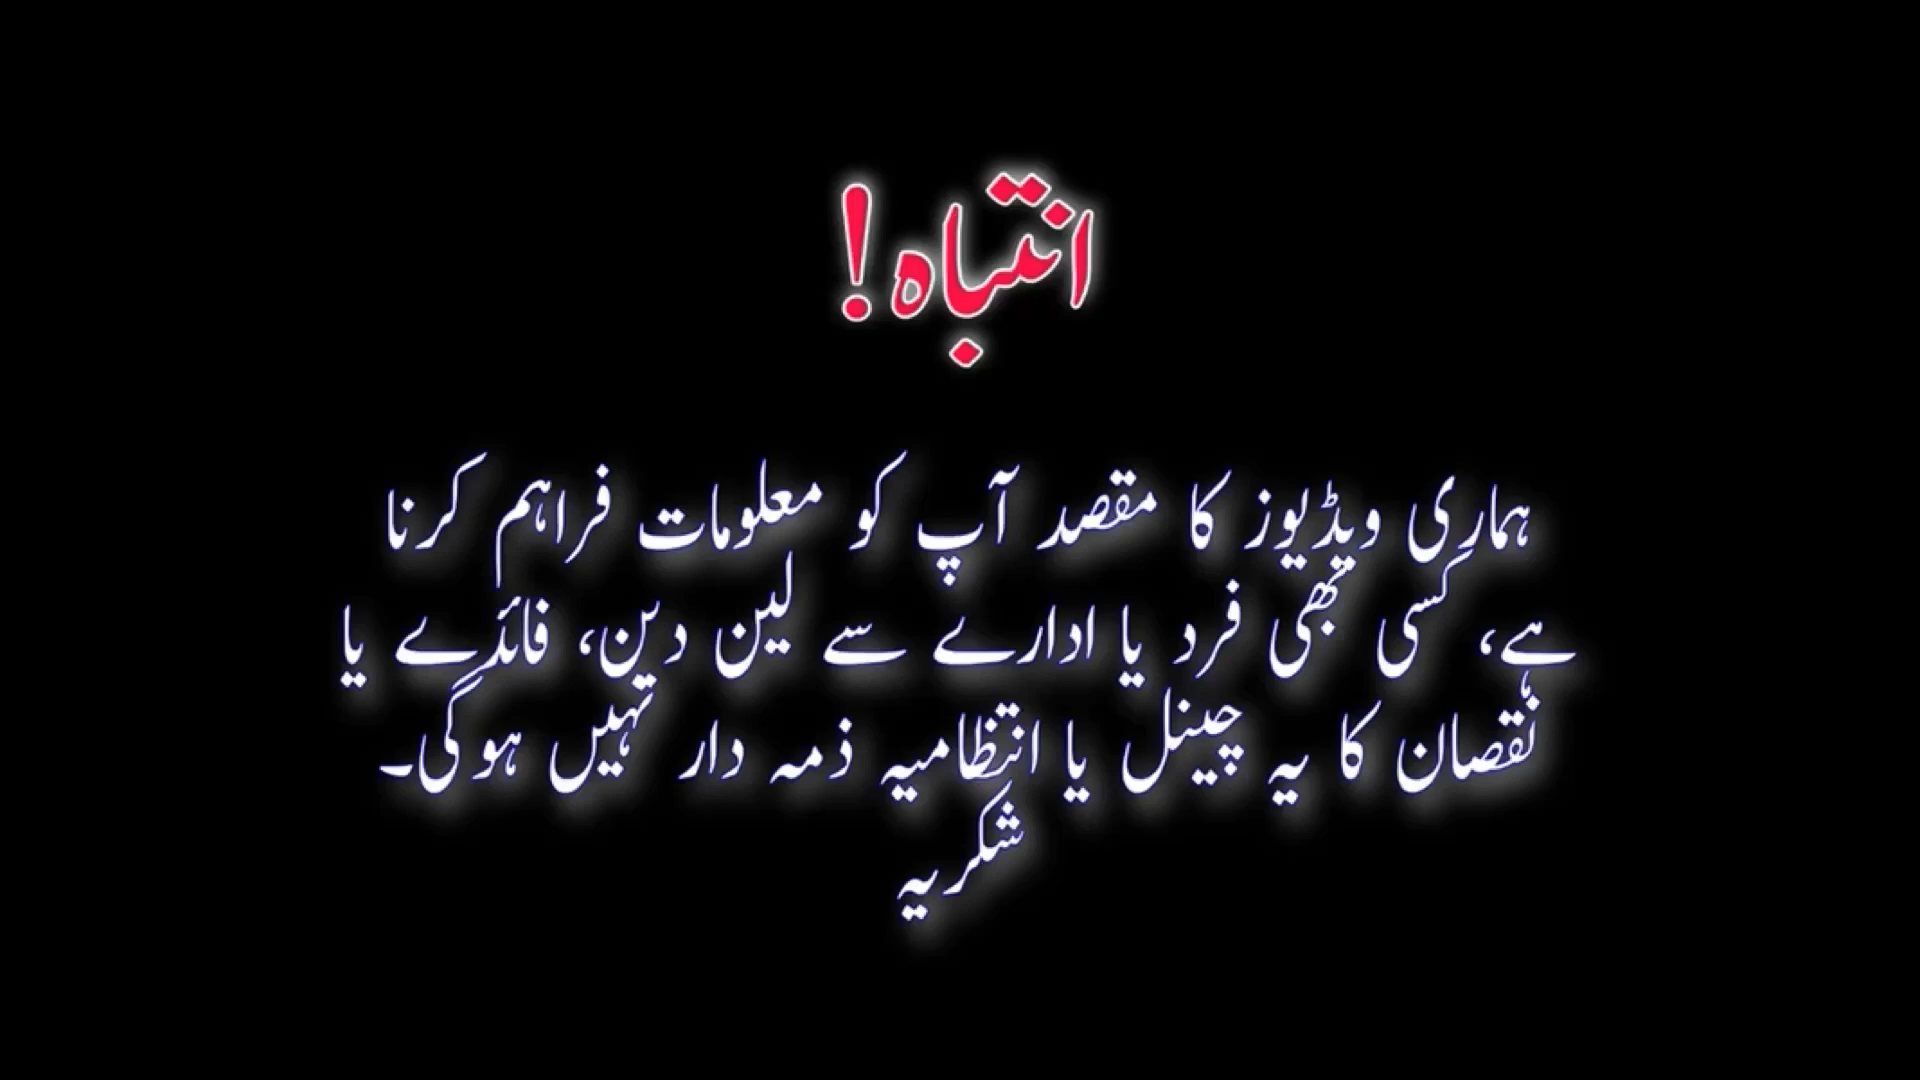 انتباہ!
ہماری ویڈیوز کا مقصد آپ کو معلومات فراہم کرنا
ہے، کسی بھی فرد یا ادارے سے لین دین، فائدے یا
نقصان کا یہ چینل یا انتظامیہ ذمہ دار نہیں ہوگی۔
شکریہ